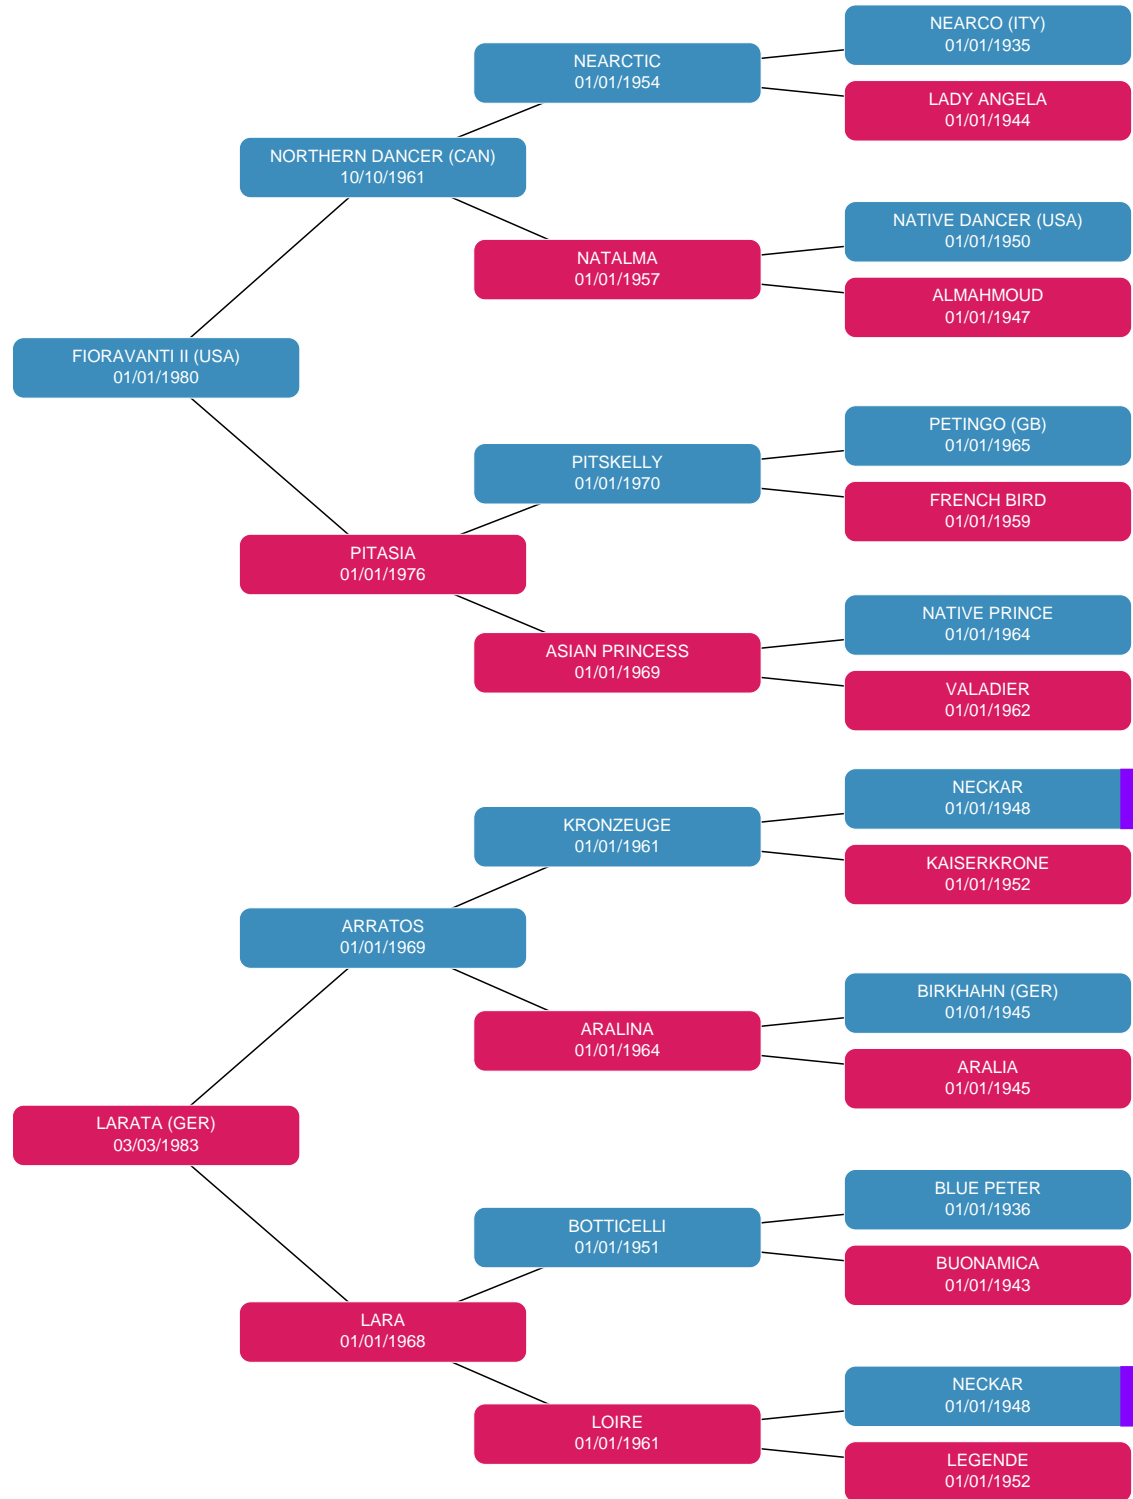 NEARCO (ITY)
01/01/1935
NEARCTIC
01/01/1954
LADY ANGELA
01/01/1944
NORTHERN DANCER (CAN)
10/10/1961
NATIVE DANCER (USA)
01/01/1950
NATALMA
01/01/1957
ALMAHMOUD
01/01/1947
FIORAVANTI II (USA)
01/01/1980
PETINGO (GB)
01/01/1965
PITSKELLY
01/01/1970
FRENCH BIRD
01/01/1959
PITASIA
01/01/1976
NATIVE PRINCE
01/01/1964
ASIAN PRINCESS
01/01/1969
VALADIER
01/01/1962
NECKAR
01/01/1948
KRONZEUGE
01/01/1961
KAISERKRONE
01/01/1952
ARRATOS
01/01/1969
BIRKHAHN (GER)
01/01/1945
ARALINA
01/01/1964
ARALIA
01/01/1945
LARATA (GER)
03/03/1983
BLUE PETER
01/01/1936
BOTTICELLI
01/01/1951
BUONAMICA
01/01/1943
LARA
01/01/1968
NECKAR
01/01/1948
LOIRE
01/01/1961
LEGENDE
01/01/1952